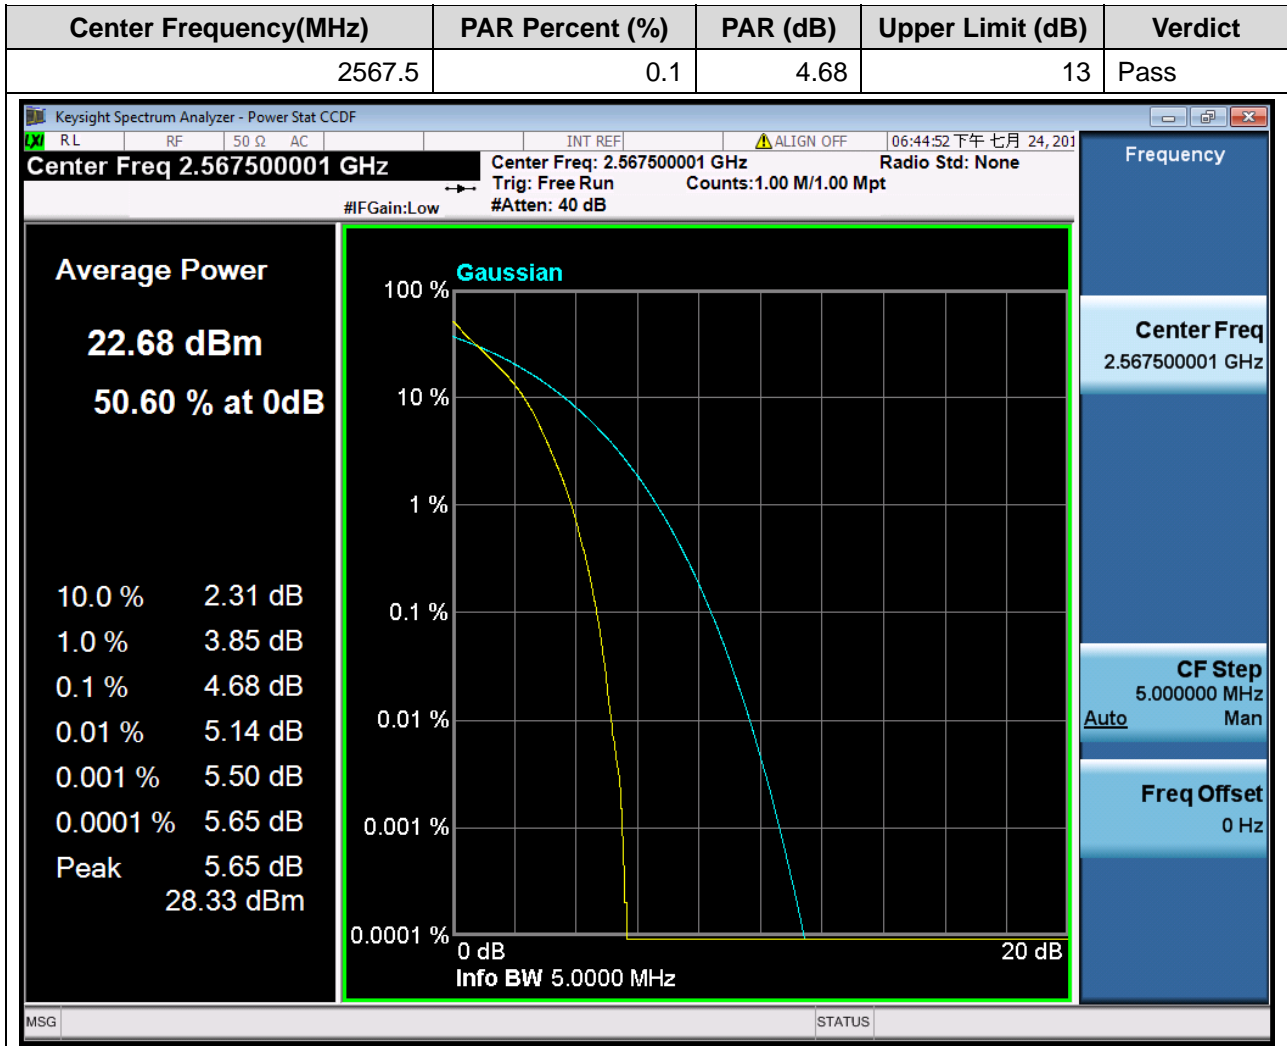 Center Frequency(MHz) PAR Percent (%) PAR (dB) Upper Limit (dB) Verdict
2567.5 0.1 4.68 13 Pass
Keysight Spectrum Analyzer - Power Stat CCDF
LXI RL RF 50 Ω AC INT REF ALIGN OFF 06:44:52 下午 七月 24, 201
Center Freq 2.567500001 GHz
Center Freq: 2.567500001 GHz Radio Std: None
Trig: Free Run Counts:1.00 M/1.00 Mpt
#IFGain:Low #Atten: 40 dB
Average Power
22.68 dBm
50.60 % at 0dB
10.0 % 2.31 dB
1.0 % 3.85 dB
0.1 % 4.68 dB
0.01 % 5.14 dB
0.001 % 5.50 dB
0.0001 % 5.65 dB
Peak 5.65 dB
28.33 dBm
Gaussian
100 %
10 %
1 %
0.1 %
0.01 %
0.001 %
0.0001 %
0 dB 20 dB
Info BW 5.0000 MHz
Frequency
Center Freq
2.567500001 GHz
CF Step
5.000000 MHz
Auto Man
Freq Offset
0 Hz
MSG STATUS